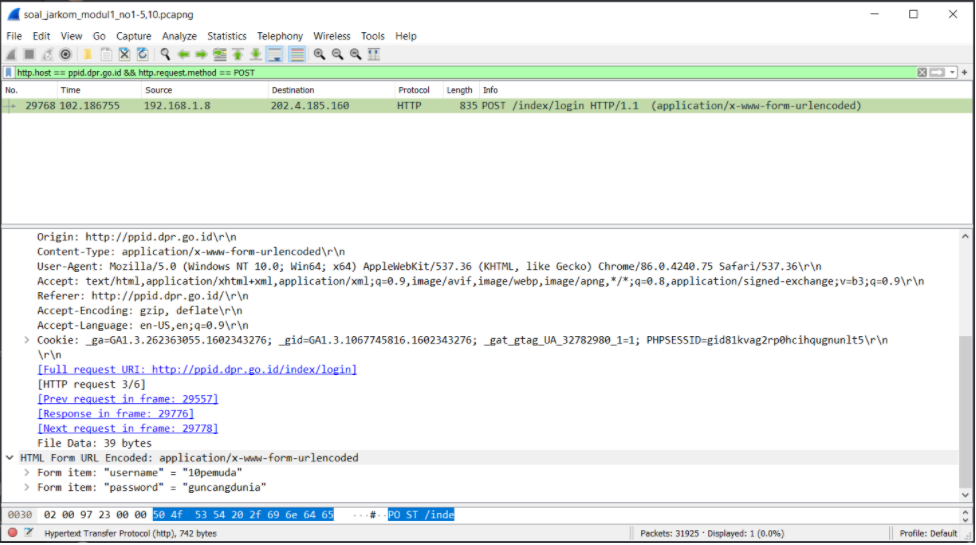 soal_jarkom_modul1_no1-5,10.pcapng
File Edit View Go Capture Analyze Statistics Telephony Wireless Tools Help
http.host == ppid.dpr.go.id && http.request.method == POST
No. Time Source Destination Protocol Length Info
29768 102.186755 192.168.1.8 202.4.185.160 HTTP 835 POST /index/login HTTP/1.1 (application/x-www-form-urlencoded)
Origin: http://ppid.dpr.go.id\r\n
Content-Type: application/x-www-form-urlencoded\r\n
User-Agent: Mozilla/5.0 (Windows NT 10.0; Win64; x64) AppleWebKit/537.36 (KHTML, like Gecko) Chrome/86.0.4240.75 Safari/537.36\r\n
Accept: text/html,application/xhtml+xml,application/xml;q=0.9,image/avif,image/webp,image/apng,*/*;q=0.8,application/signed-exchange;v=b3;q=0.9\r\n
Referer: http://ppid.dpr.go.id/\r\n
Accept-Encoding: gzip, deflate\r\n
Accept-Language: en-US,en;q=0.9\r\n
Cookie: _ga=GA1.3.262363055.1602343276; _gid=GA1.3.1067745816.1602343276; _gat_gtag_UA_32782980_1=1; PHPSESSID=gid81kvag2rp0hcihqugnunlt5\r\n
\r\n
[Full request URI: http://ppid.dpr.go.id/index/login]
[HTTP request 3/6]
[Prev request in frame: 29557]
[Response in frame: 29776]
[Next request in frame: 29778]
File Data: 39 bytes
HTML Form URL Encoded: application/x-www-form-urlencoded
Form item: "username" = "10pemuda"
Form item: "password" = "guncangdunia"
0030 02 00 97 23 00 00 50 4f 53 54 20 2f 69 6e 64 65 ···#··PO ST /inde
Hypertext Transfer Protocol (http), 742 bytes Packets: 31925 · Displayed: 1 (0.0%) Profile: Default